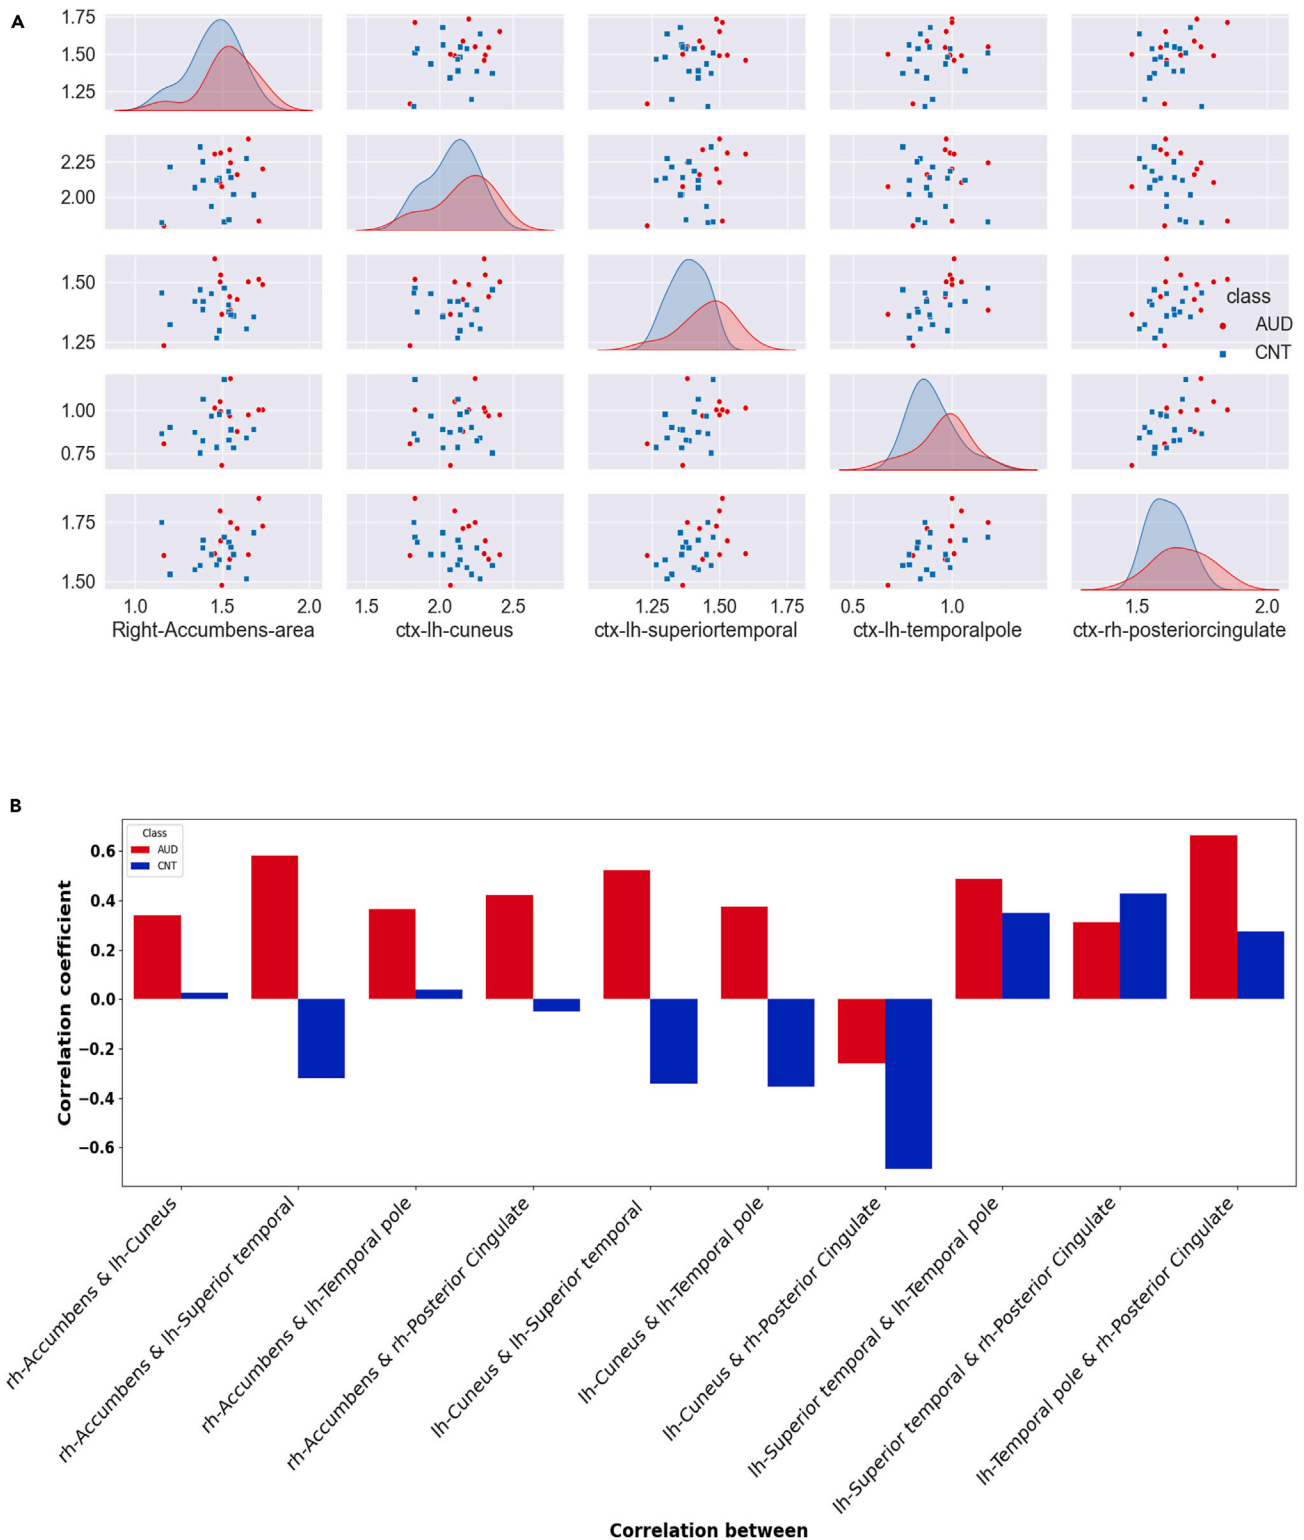 A
1.75
1.50
1.25
2.25
2.00
1.50
1.25
class
AUD
CNT
1.00
0.75
1.75
1.50
1.0 1.5 2.0 1.5 2.0 2.5 1.25 1.50 1.75 0.5 1.0 1.5 2.0
Right-Accumbens-area ctx-lh-cuneus ctx-lh-superiortemporal ctx-lh-temporalpole ctx-rh-posteriorcingulate
B
Class
AUD
CNT
0.6
0.4
0.2
0.0
−0.2
−0.4
−0.6
Correlation coefficient
rh-Accumbens & lh-Cuneus
rh-Accumbens & lh-Superior temporal
rh-Accumbens & lh-Temporal pole
rh-Accumbens & rh-Posterior Cingulate
lh-Cuneus & lh-Superior temporal
lh-Cuneus & lh-Temporal pole
lh-Cuneus & rh-Posterior Cingulate
lh-Superior temporal & lh-Temporal pole
lh-Superior temporal & rh-Posterior Cingulate
lh-Temporal pole & rh-Posterior Cingulate
Correlation between